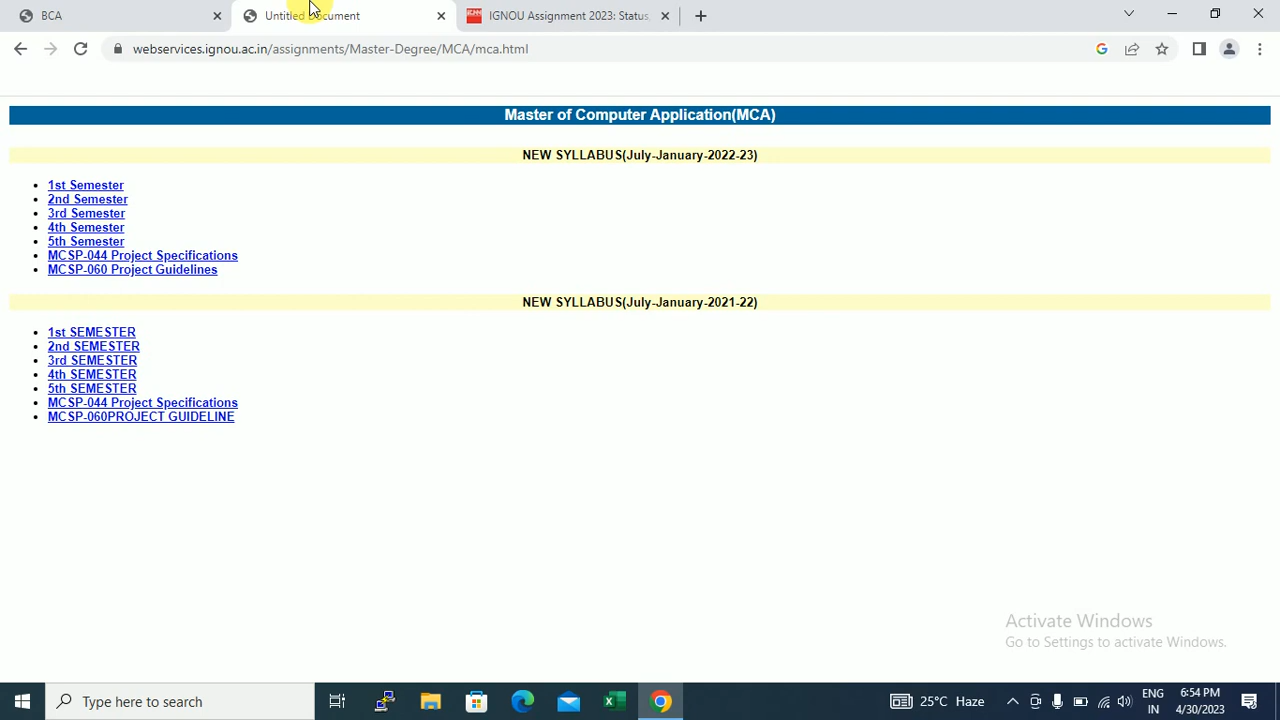 BCA
Untitled Document
IGNOU Assignment 2023: Status,
webservices.ignou.ac.in/assignments/Master-Degree/MCA/mca.html
Master of Computer Application(MCA)
NEW SYLLABUS(July-January-2022-23)
1st Semester
2nd Semester
3rd Semester
4th Semester
5th Semester
MCSP-044 Project Specifications
MCSP-060 Project Guidelines
NEW SYLLABUS(July-January-2021-22)
1st SEMESTER
2nd SEMESTER
3rd SEMESTER
4th SEMESTER
5th SEMESTER
MCSP-044 Project Specifications
MCSP-060PROJECT GUIDELINE
Activate Windows
Go to Settings to activate Windows.
Type here to search
25°C Haze
ENG
IN
6:54 PM
4/30/2023